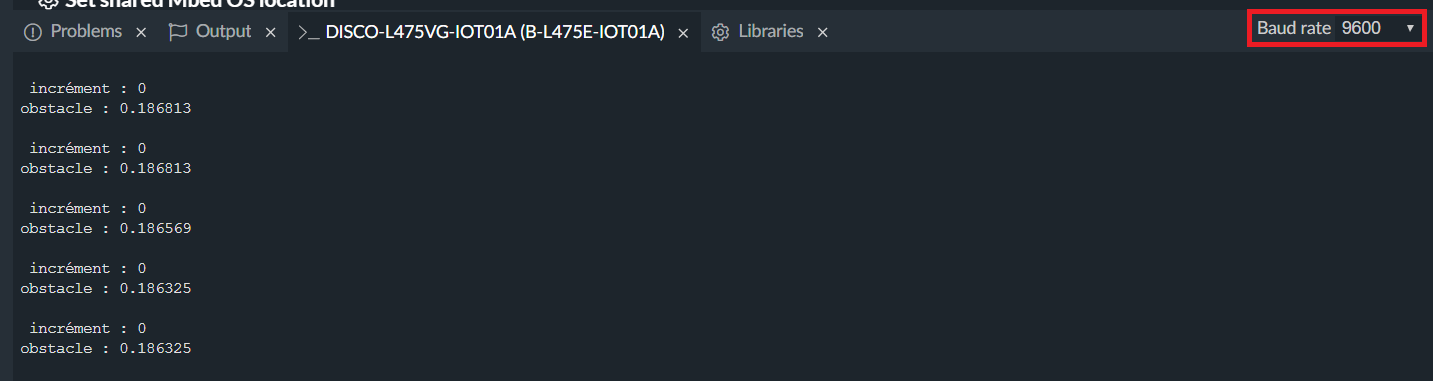 Set shared Mbed OS location
Problems × Output × >_ DISCO-L475VG-IOT01A (B-L475E-IOT01A) × Libraries × Baud rate 9600
incrément : 0
obstacle : 0.186813
incrément : 0
obstacle : 0.186813
incrément : 0
obstacle : 0.186569
incrément : 0
obstacle : 0.186325
incrément : 0
obstacle : 0.186325